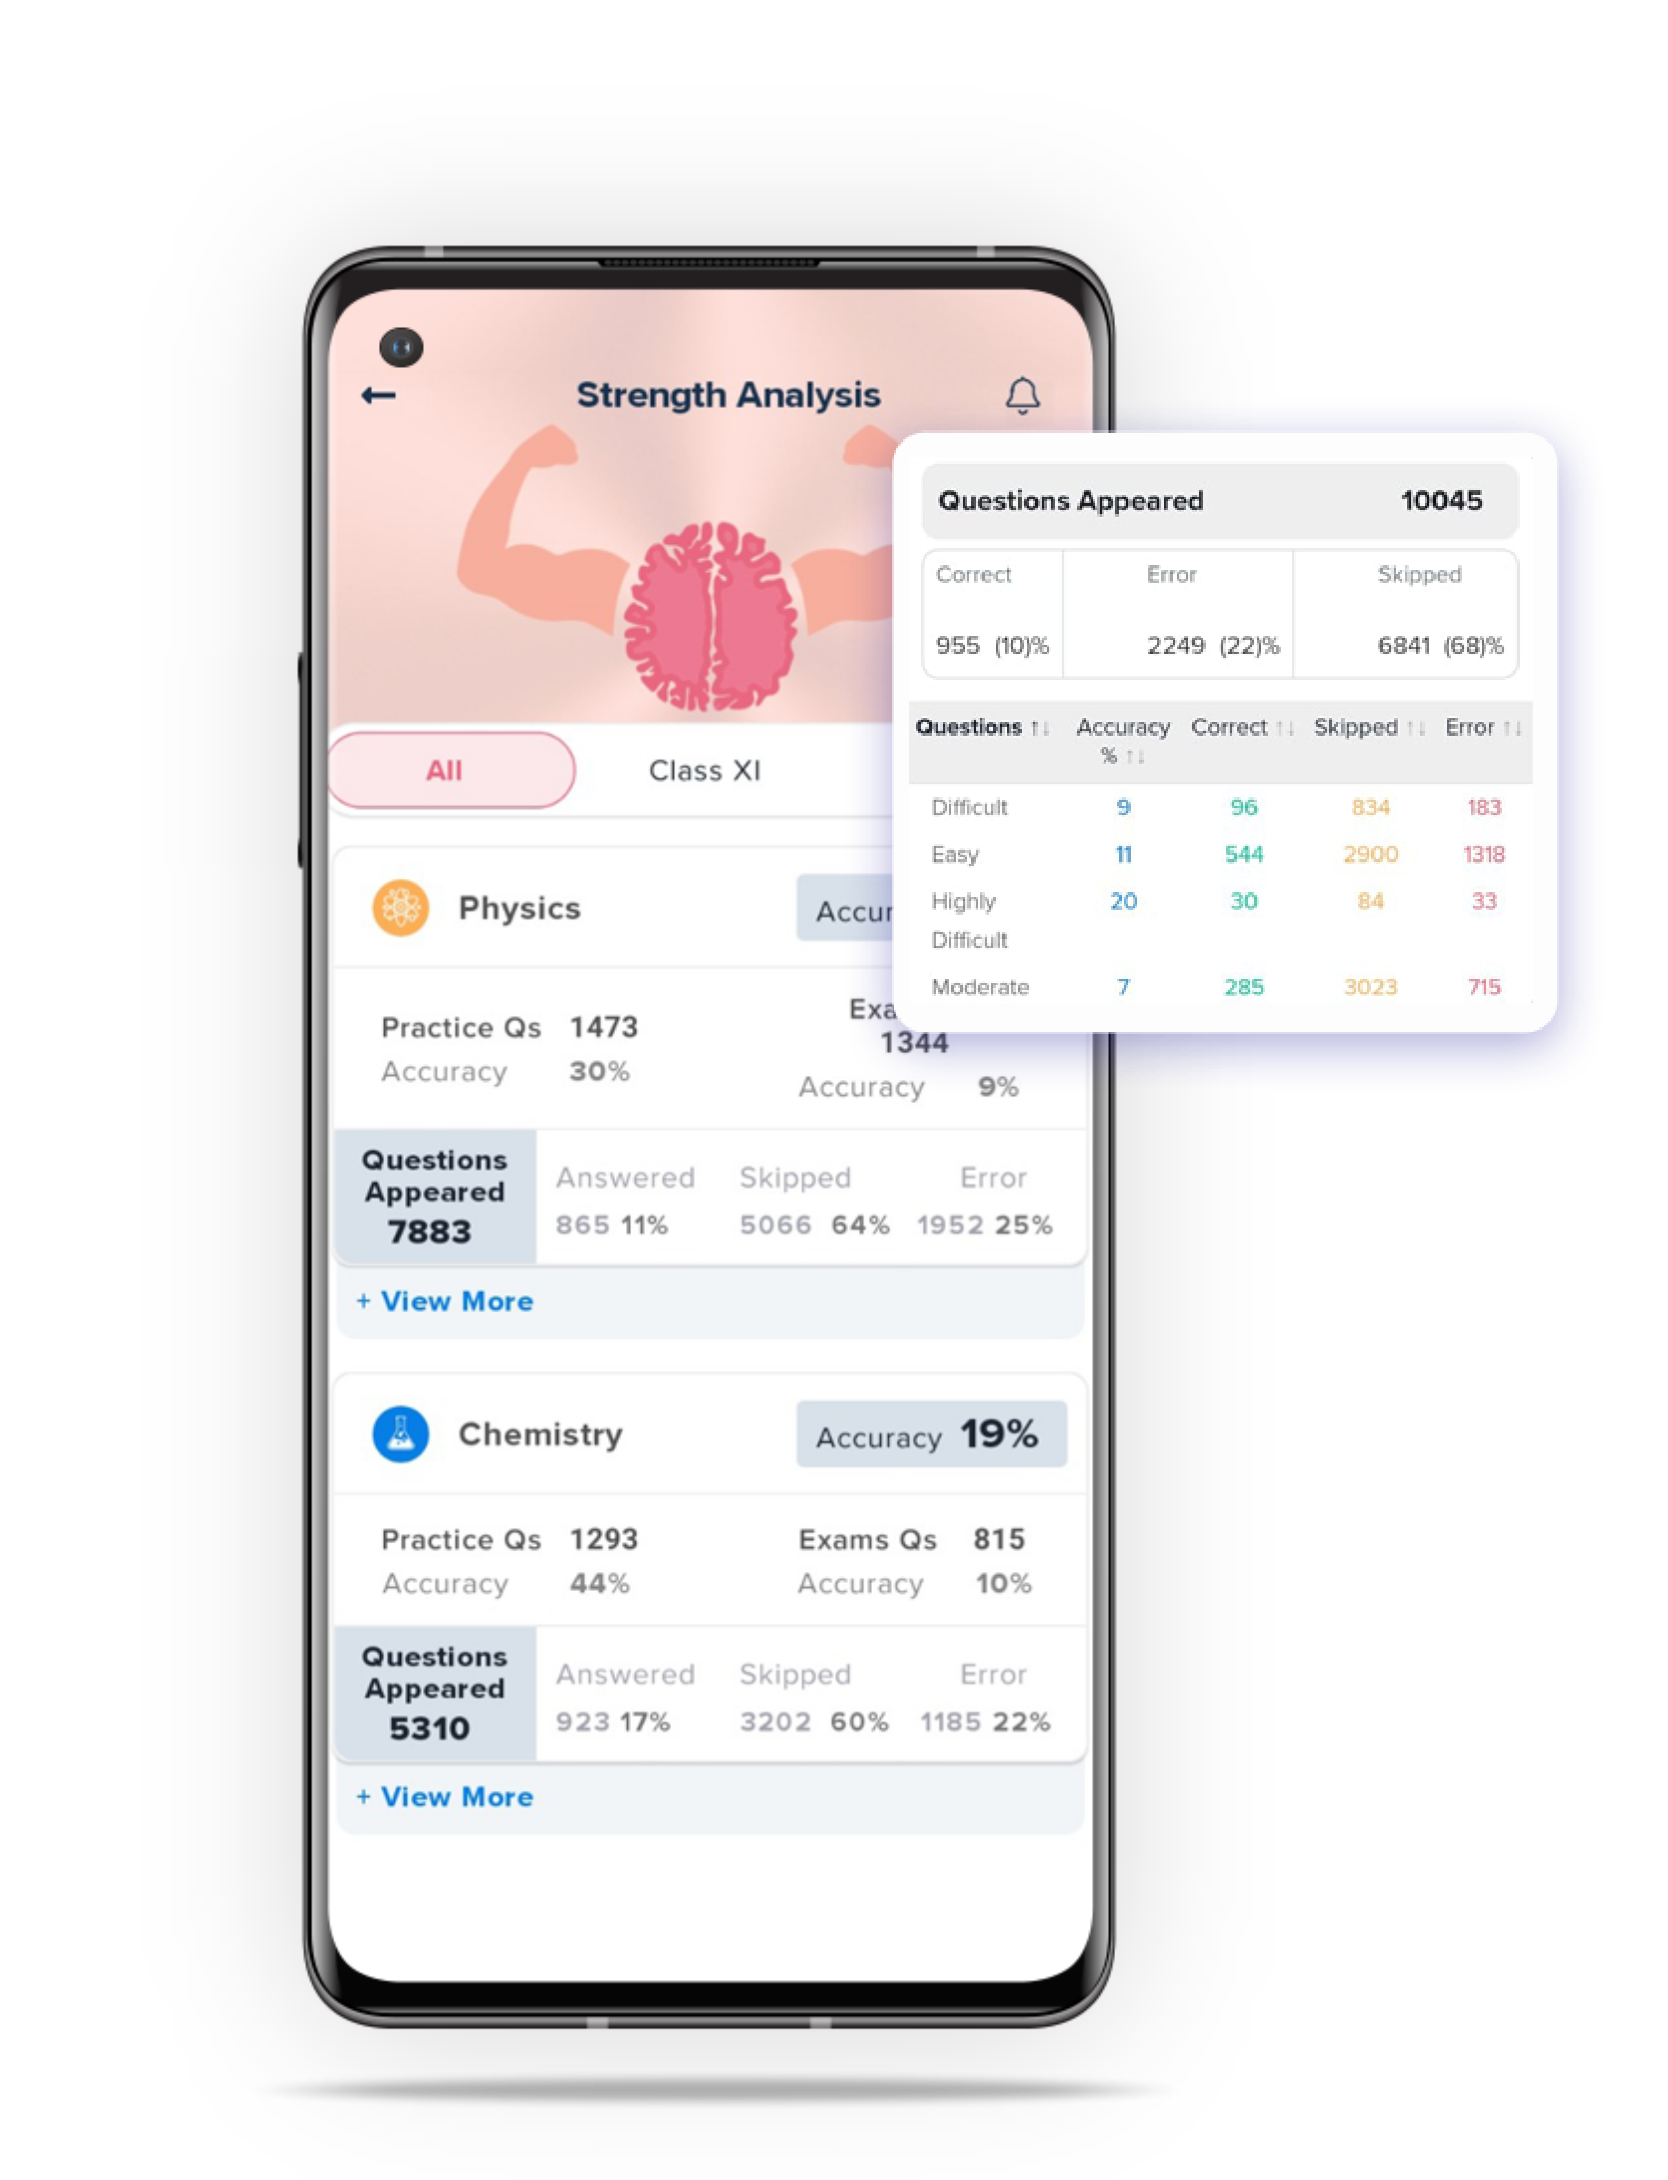 Strength Analysis
Questions Appeared 10045
Correct Error Skipped
955 (10)% 2249 (22)% 6841 (68)%
Questions ↑↓ Accuracy Correct ↑↓ Skipped ↑↓ Error ↑↓
% ↑↓
Difficult 9 96 834 183
Easy 11 544 2900 1318
Highly 20 30 84 33
Difficult
Moderate 7 285 3023 715
All Class XI
Physics
Practice Qs 1473
1344
Accuracy 30%
Accuracy 9%
Questions
Appeared
7883
Answered Skipped Error
865 11% 5066 64% 1952 25%
+ View More
Chemistry Accuracy 19%
Practice Qs 1293 Exams Qs 815
Accuracy 44% Accuracy 10%
Questions
Appeared
5310
Answered Skipped Error
923 17% 3202 60% 1185 22%
+ View More